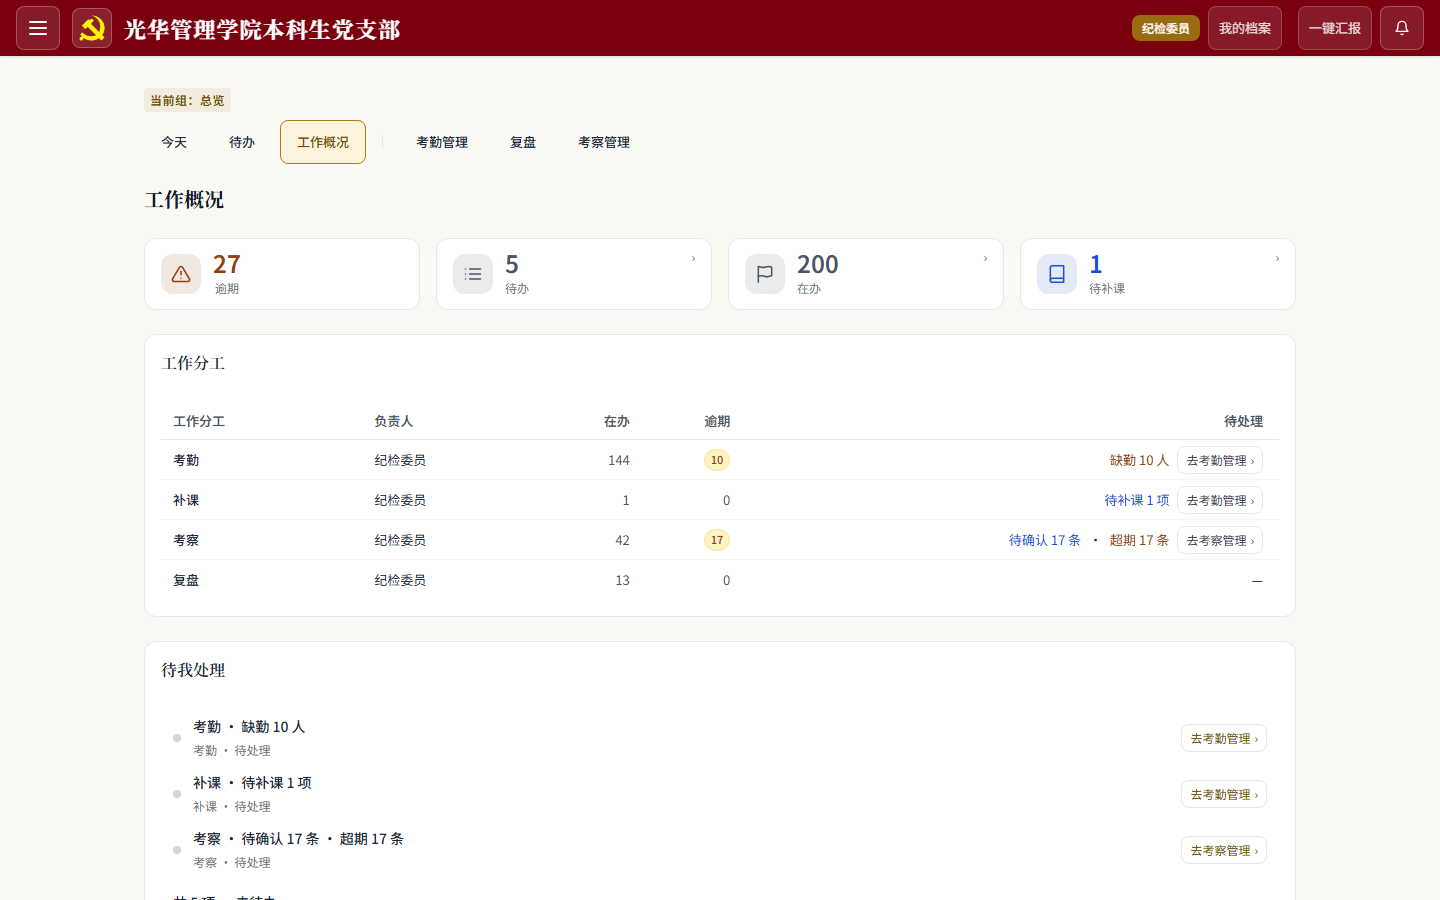 光华管理学院本科生党支部
纪检委员 我的档案 一键汇报
当前组：总览
今天 待办 工作概况 考勤管理 复盘 考察管理
工作概况
27 逾期
5 待办 ›
200 在办 ›
1 待补课 ›
工作分工
工作分工 负责人 在办 逾期 待处理
考勤 纪检委员 144 10 缺勤 10 人 去考勤管理 ›
补课 纪检委员 1 0 待补课 1 项 去考勤管理 ›
考察 纪检委员 42 17 待确认 17 条 · 超期 17 条 去考察管理 ›
复盘 纪检委员 13 0 —
待我处理
考勤 · 缺勤 10 人
考勤 · 待处理
去考勤管理 ›
补课 · 待补课 1 项
补课 · 待处理
去考勤管理 ›
考察 · 待确认 17 条 · 超期 17 条
考察 · 待处理
去考察管理 ›